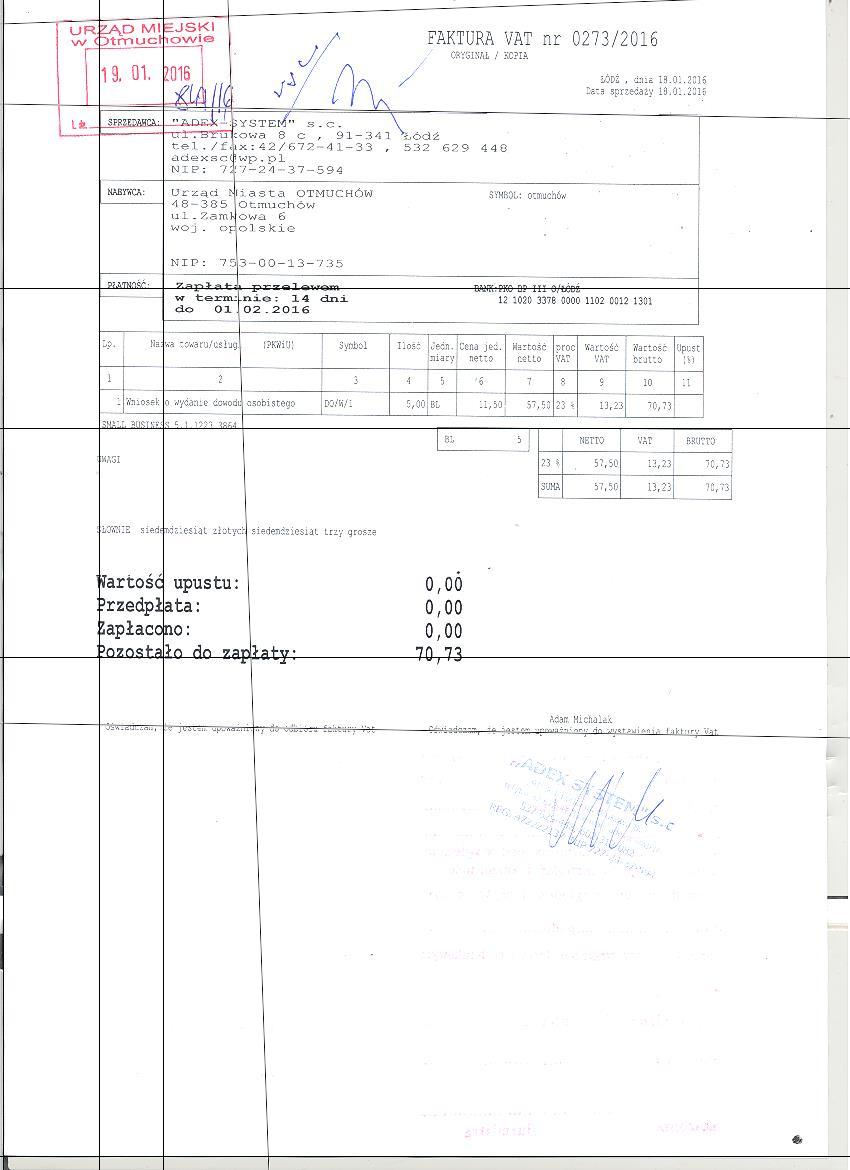 URZĄD MIEJSKI
w Otmuchowie
19. 01. 2016
FAKTURA VAT nr 0273/2016
ORYGINAŁ / KOPIA
ŁÓDŹ , dnia 18.01.2016
Data sprzedaży 18.01.2016
SPRZEDAWCA: "ADEX-SYSTEM" s.c.
ul.Brukowa 8 c , 91-341 Łódź
tel./fax:42/672-41-33 , 532 629 448
adexsc@wp.pl
NIP: 727-24-37-594
NABYWCA: Urząd Miasta OTMUCHÓW SYMBOL: otmuchów
48-385 Otmuchów
ul.Zamkowa 6
woj. opolskie
NIP: 753-00-13-735
PŁATNOŚĆ: Zapłata przelewem BANK:PKO BP III O/ŁÓDŹ
w terminie: 14 dni 12 1020 3378 0000 1102 0012 1301
do 01.02.2016
Lp. Nazwa towaru/usług (PKWiU) Symbol Ilość Jedn. miary Cena jed. netto Wartość netto proc VAT Wartość VAT Wartość brutto Upust (%)
1 2 3 4 5 6 7 8 9 10 11
1 Wniosek o wydanie dowodu osobistego DO/W/1 5,00 BL 11,50 57,50 23 % 13,23 70,73
SMALL BUSINESS 5.1.1223.3864
BL 5
NETTO VAT BRUTTO
23 % 57,50 13,23 70,73
SUMA 57,50 13,23 70,73
UWAGI
SŁOWNIE siedemdziesiat złotych siedemdziesiat trzy grosze
Wartość upustu: 0,00
Przedpłata: 0,00
Zapłacono: 0,00
Pozostało do zapłaty: 70,73
Adam Michalak
Oświadczam, że jestem upoważniony do odbioru faktury Vat
Oświadczam, że jestem upoważniony do wystawienia faktury Vat
„ADEX SYSTEM" s.c